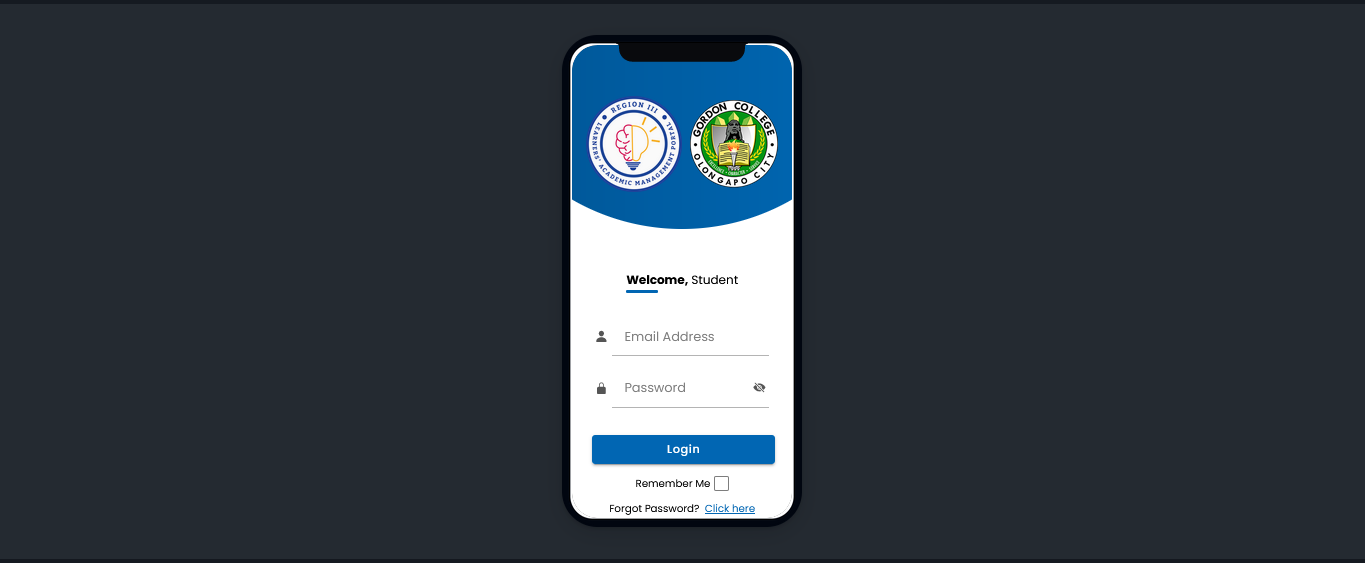 REGION III
LEARNERS' ACADEMIC MANAGEMENT PORTAL
GORDON COLLEGE
OLONGAPO CITY
Welcome, Student
Email Address
Password
Login
Remember Me
Forgot Password? Click here